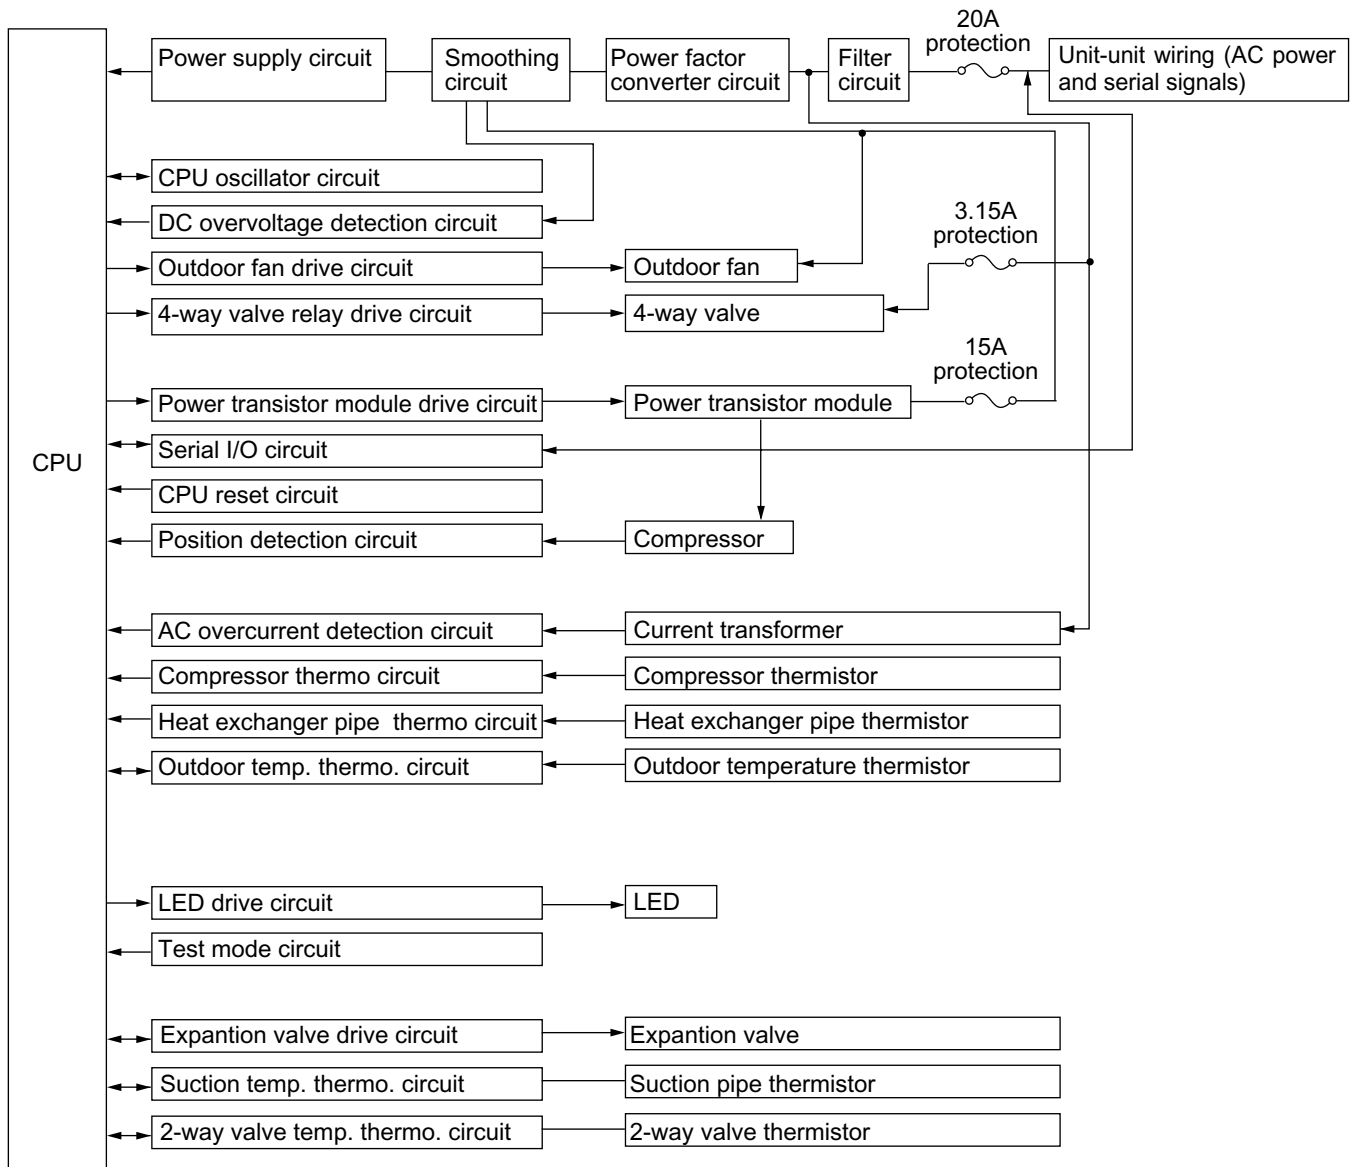 20A
protection
Power supply circuit
Smoothing
circuit
Power factor
converter circuit
Filter
circuit
Unit-unit wiring (AC power
and serial signals)
CPU oscillator circuit
DC overvoltage detection circuit
3.15A
protection
Outdoor fan drive circuit
Outdoor fan
4-way valve relay drive circuit
4-way valve
15A
protection
Power transistor module drive circuit
Power transistor module
Serial I/O circuit
CPU
CPU reset circuit
Position detection circuit
Compressor
AC overcurrent detection circuit
Current transformer
Compressor thermo circuit
Compressor thermistor
Heat exchanger pipe thermo circuit
Heat exchanger pipe thermistor
Outdoor temp. thermo. circuit
Outdoor temperature thermistor
LED drive circuit
LED
Test mode circuit
Expantion valve drive circuit
Expantion valve
Suction temp. thermo. circuit
Suction pipe thermistor
2-way valve temp. thermo. circuit
2-way valve thermistor